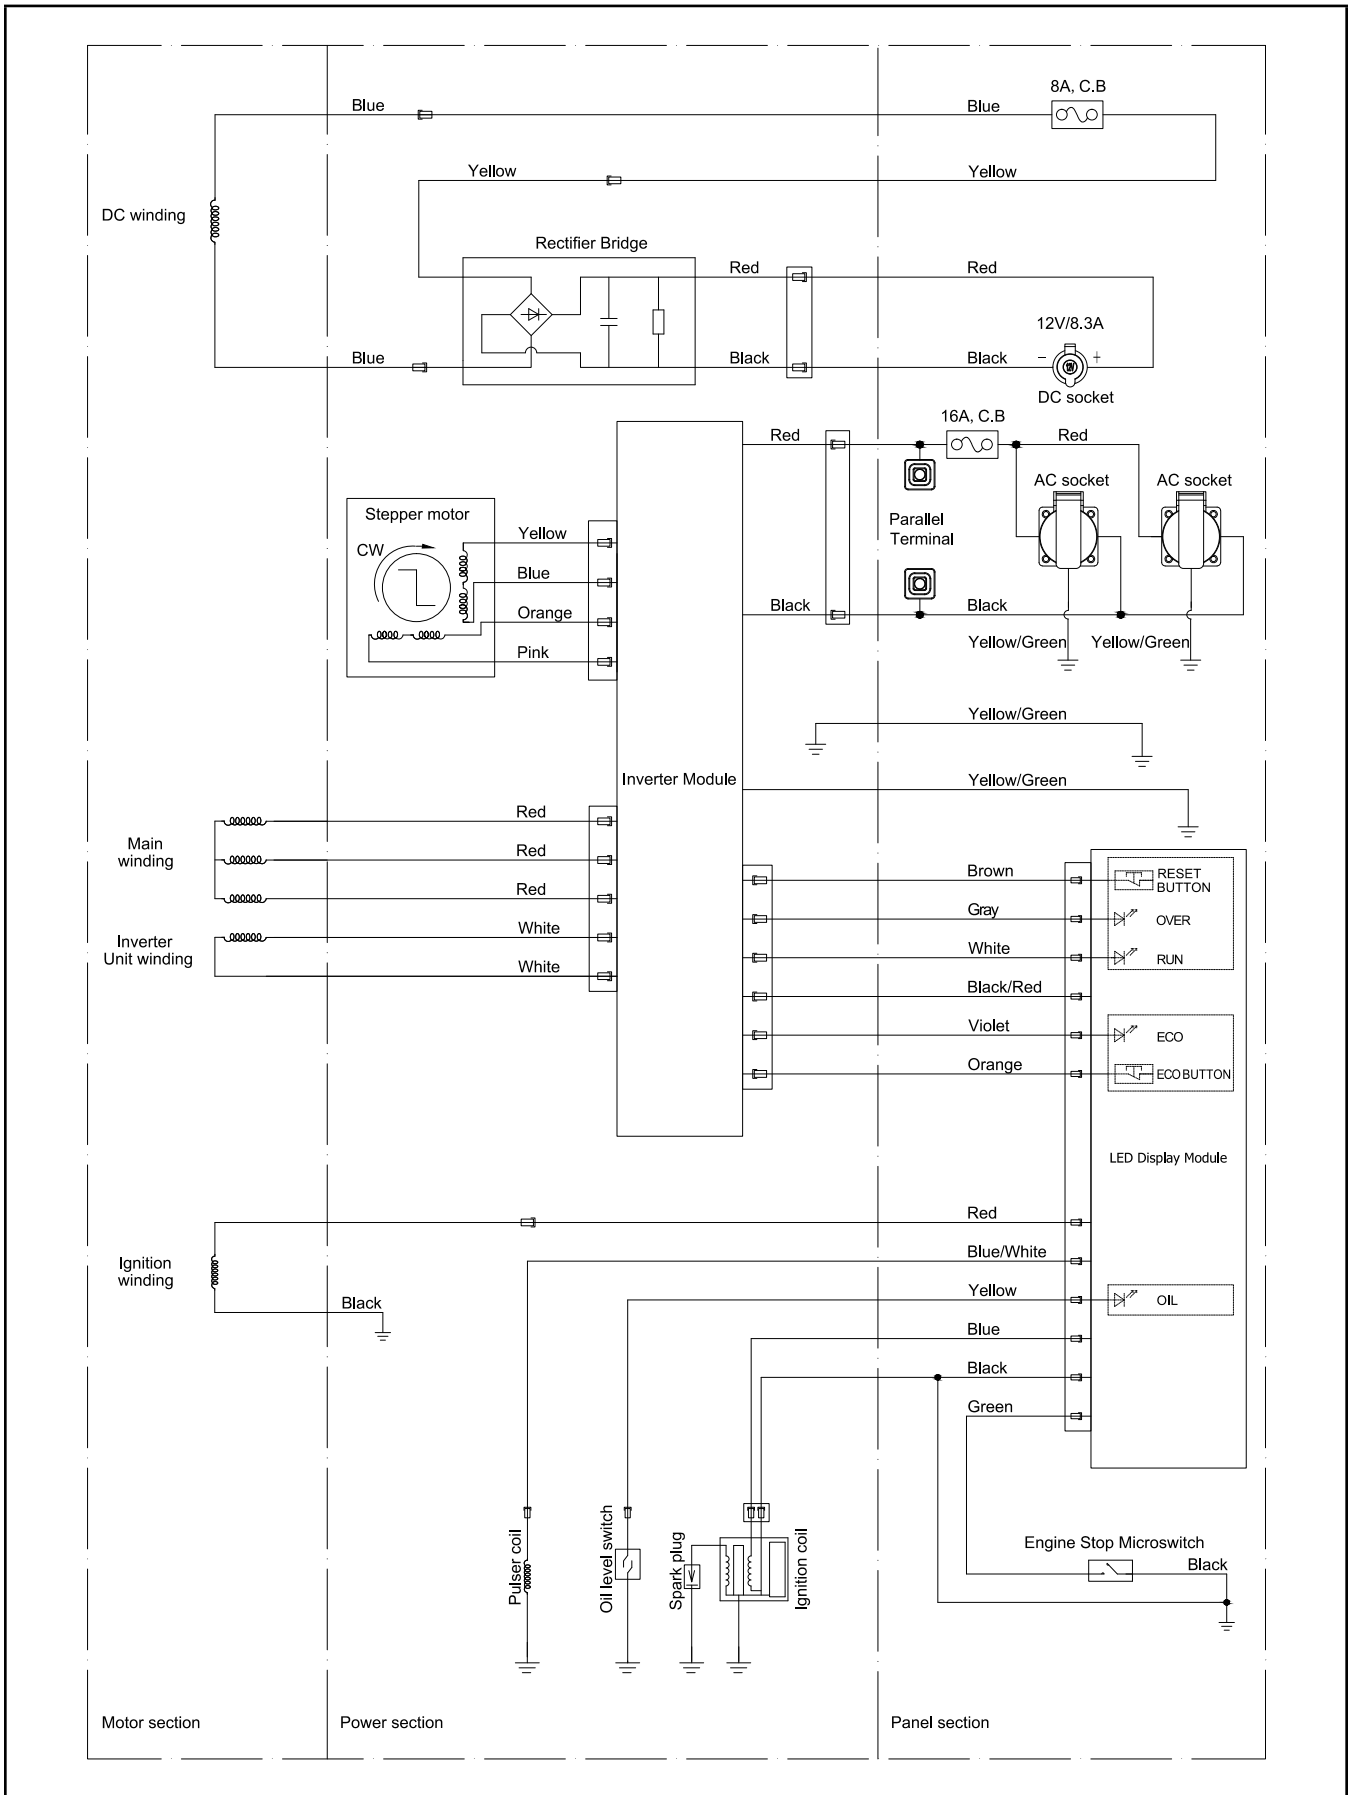 8A, C.B
Blue
Blue
Yellow
Yellow
DC winding
Rectifier Bridge
Red
Red
12V/8.3A
Blue
Black
Black
- +
12V
DC socket
16A, C.B
Red
Red
AC socket
AC socket
Stepper motor
CW
Yellow
Blue
Orange
Pink
Parallel
Terminal
Black
Black
Yellow/Green
Yellow/Green
Yellow/Green
Inverter Module
Yellow/Green
Main
winding
Red
Red
Red
Inverter
Unit winding
White
White
Brown
RESET
BUTTON
Gray
OVER
White
RUN
Black/Red
Violet
ECO
Orange
ECO BUTTON
LED Display Module
Red
Ignition
winding
Blue/White
Black
Yellow
OIL
Blue
Black
Green
Pulser coil
Oil level switch
Spark plug
Ignition coil
Engine Stop Microswitch
Black
Motor section
Power section
Panel section